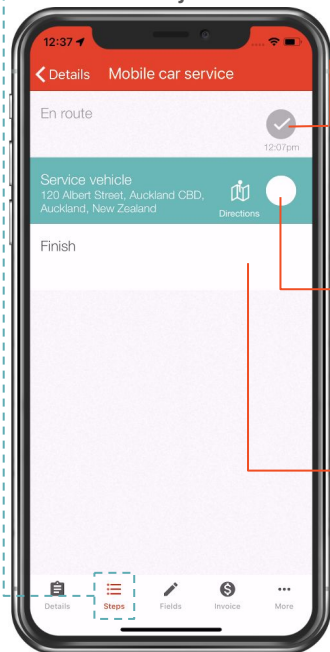 12:37
Details Mobile car service
En route
12:07pm
Service vehicle
120 Albert Street, Auckland CBD,
Auckland, New Zealand
Directions
Finish
Details Steps Fields Invoice More